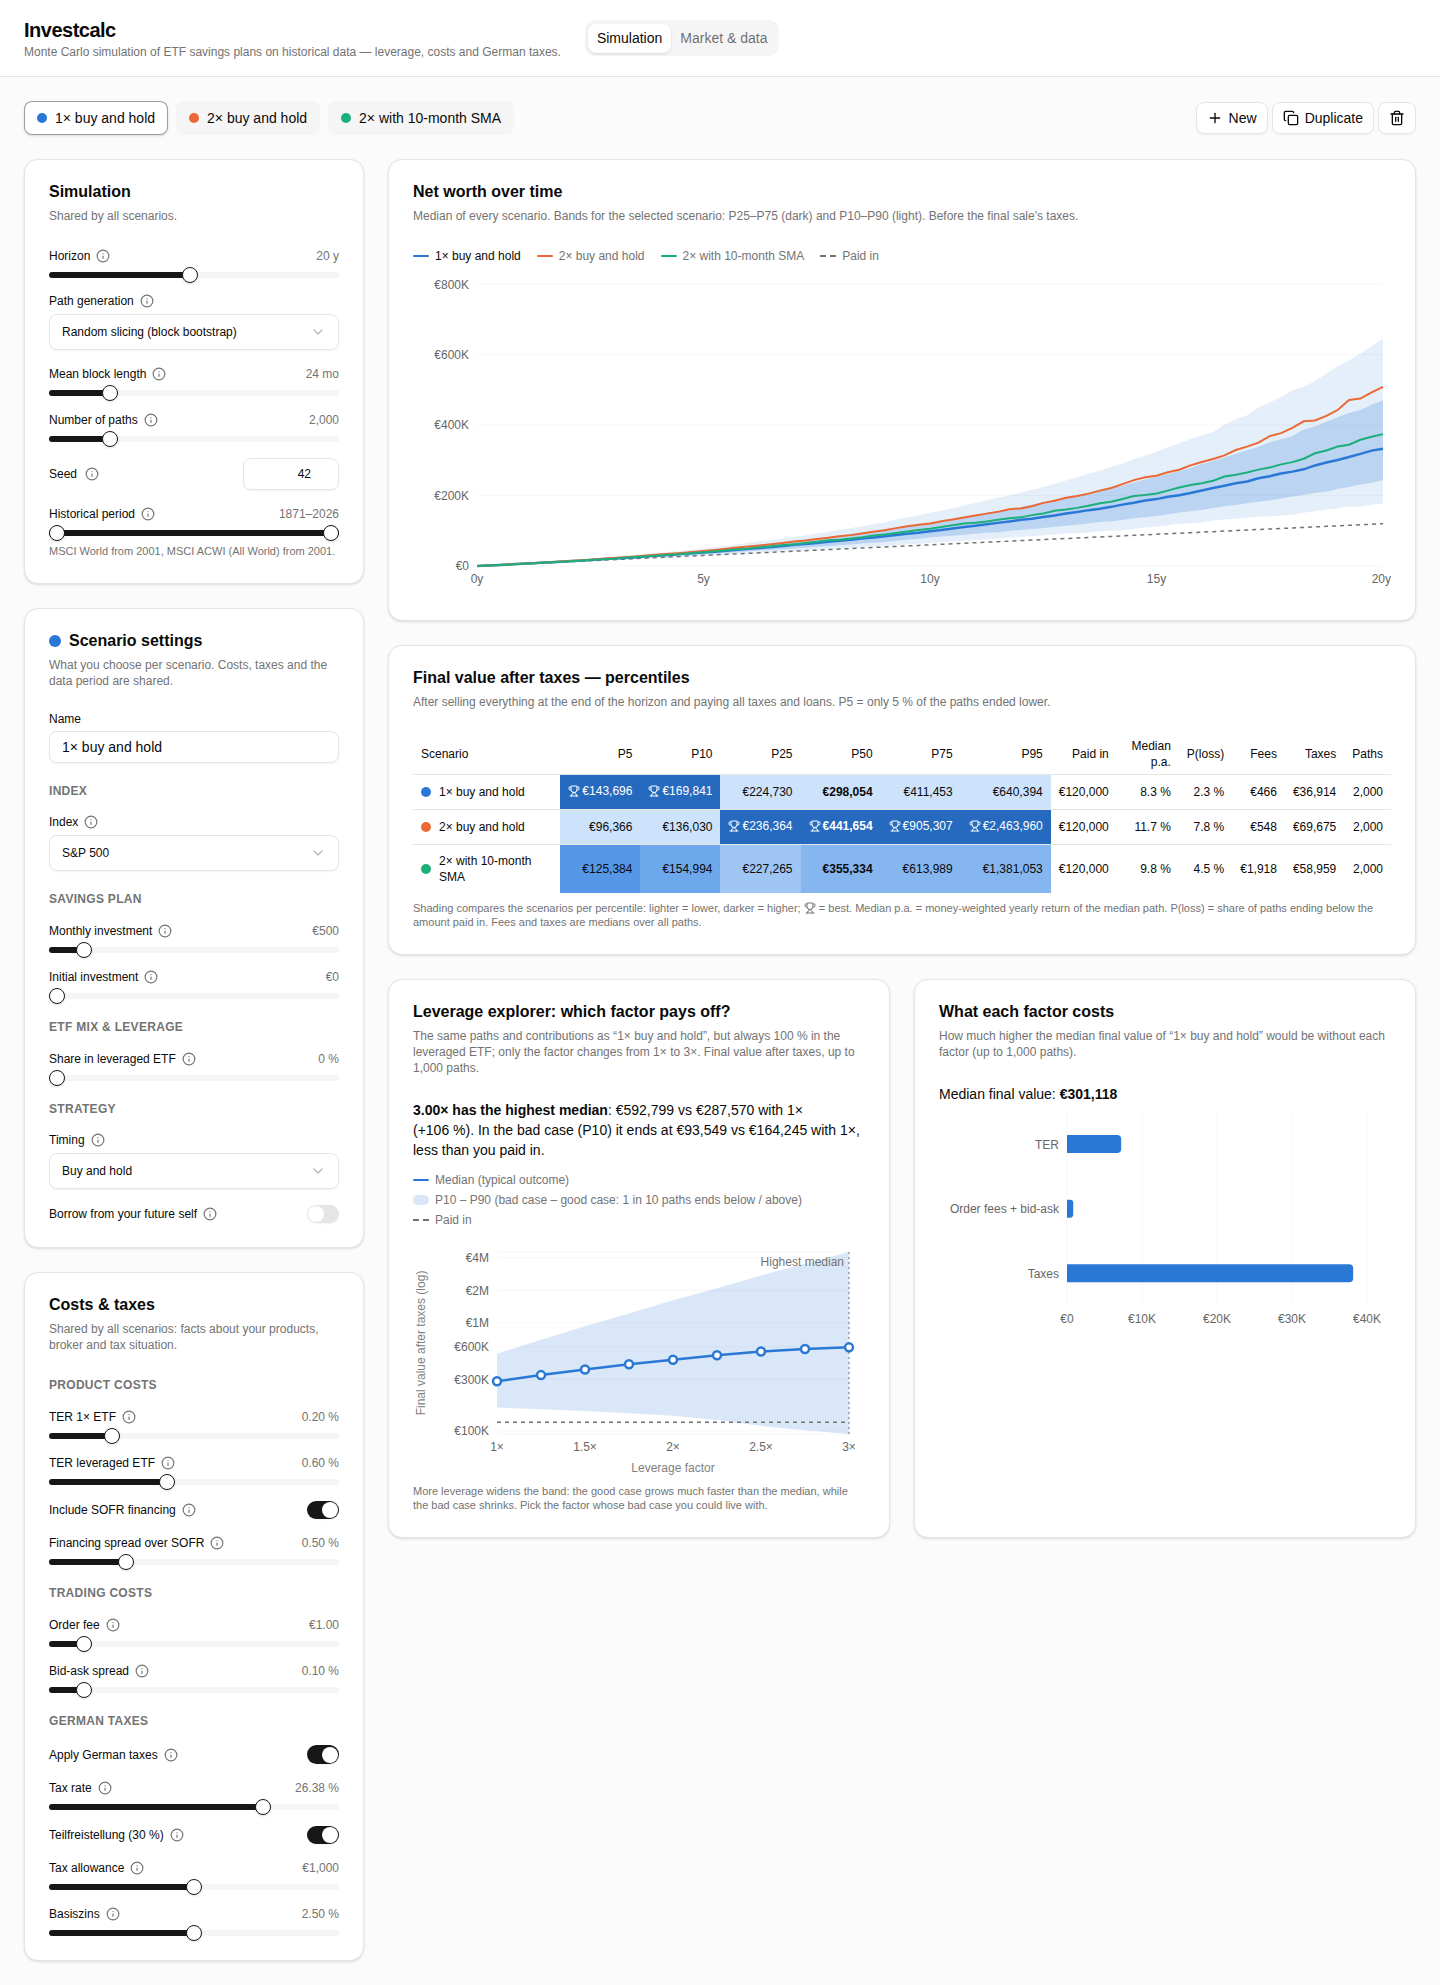 Investcalc
Monte Carlo simulation of ETF savings plans on historical data — leverage, costs and German taxes.
Simulation
Market & data
1× buy and hold
2× buy and hold
2× with 10-month SMA
New
Duplicate
Simulation
Shared by all scenarios.
Horizon
20 y
Path generation
Random slicing (block bootstrap)
Mean block length
24 mo
Number of paths
2,000
Seed
42
Historical period
1871–2026
MSCI World from 2001, MSCI ACWI (All World) from 2001.
Scenario settings
What you choose per scenario. Costs, taxes and the
data period are shared.
Name
1× buy and hold
INDEX
Index
S&P 500
SAVINGS PLAN
Monthly investment
€500
Initial investment
€0
ETF MIX & LEVERAGE
Share in leveraged ETF
0 %
STRATEGY
Timing
Buy and hold
Borrow from your future self
Costs & taxes
Shared by all scenarios: facts about your products,
broker and tax situation.
PRODUCT COSTS
TER 1× ETF
0.20 %
TER leveraged ETF
0.60 %
Include SOFR financing
Financing spread over SOFR
0.50 %
TRADING COSTS
Order fee
€1.00
Bid-ask spread
0.10 %
GERMAN TAXES
Apply German taxes
Tax rate
26.38 %
Teilfreistellung (30 %)
Tax allowance
€1,000
Basiszins
2.50 %
Net worth over time
Median of every scenario. Bands for the selected scenario: P25–P75 (dark) and P10–P90 (light). Before the final sale's taxes.
1× buy and hold
2× buy and hold
2× with 10-month SMA
Paid in
€800K
€600K
€400K
€200K
€0
0y
5y
10y
15y
20y
Final value after taxes — percentiles
After selling everything at the end of the horizon and paying all taxes and loans. P5 = only 5 % of the paths ended lower.
Scenario P5 P10 P25 P50 P75 P95 Paid in Median p.a. P(loss) Fees Taxes Paths
1× buy and hold €143,696 €169,841 €224,730 €298,054 €411,453 €640,394 €120,000 8.3 % 2.3 % €466 €36,914 2,000
2× buy and hold €96,366 €136,030 €236,364 €441,654 €905,307 €2,463,960 €120,000 11.7 % 7.8 % €548 €69,675 2,000
2× with 10-month SMA €125,384 €154,994 €227,265 €355,334 €613,989 €1,381,053 €120,000 9.8 % 4.5 % €1,918 €58,959 2,000
Shading compares the scenarios per percentile: lighter = lower, darker = higher; = best. Median p.a. = money-weighted yearly return of the median path. P(loss) = share of paths ending below the
amount paid in. Fees and taxes are medians over all paths.
Leverage explorer: which factor pays off?
The same paths and contributions as “1× buy and hold”, but always 100 % in the
leveraged ETF; only the factor changes from 1× to 3×. Final value after taxes, up to
1,000 paths.
3.00× has the highest median: €592,799 vs €287,570 with 1×
(+106 %). In the bad case (P10) it ends at €93,549 vs €164,245 with 1×,
less than you paid in.
Median (typical outcome)
P10 – P90 (bad case – good case: 1 in 10 paths ends below / above)
Paid in
Final value after taxes (log)
€4M
€2M
€1M
€600K
€300K
€100K
Highest median
1×
1.5×
2×
2.5×
3×
Leverage factor
More leverage widens the band: the good case grows much faster than the median, while
the bad case shrinks. Pick the factor whose bad case you could live with.
What each factor costs
How much higher the median final value of “1× buy and hold” would be without each
factor (up to 1,000 paths).
Median final value: €301,118
TER
Order fees + bid-ask
Taxes
€0
€10K
€20K
€30K
€40K